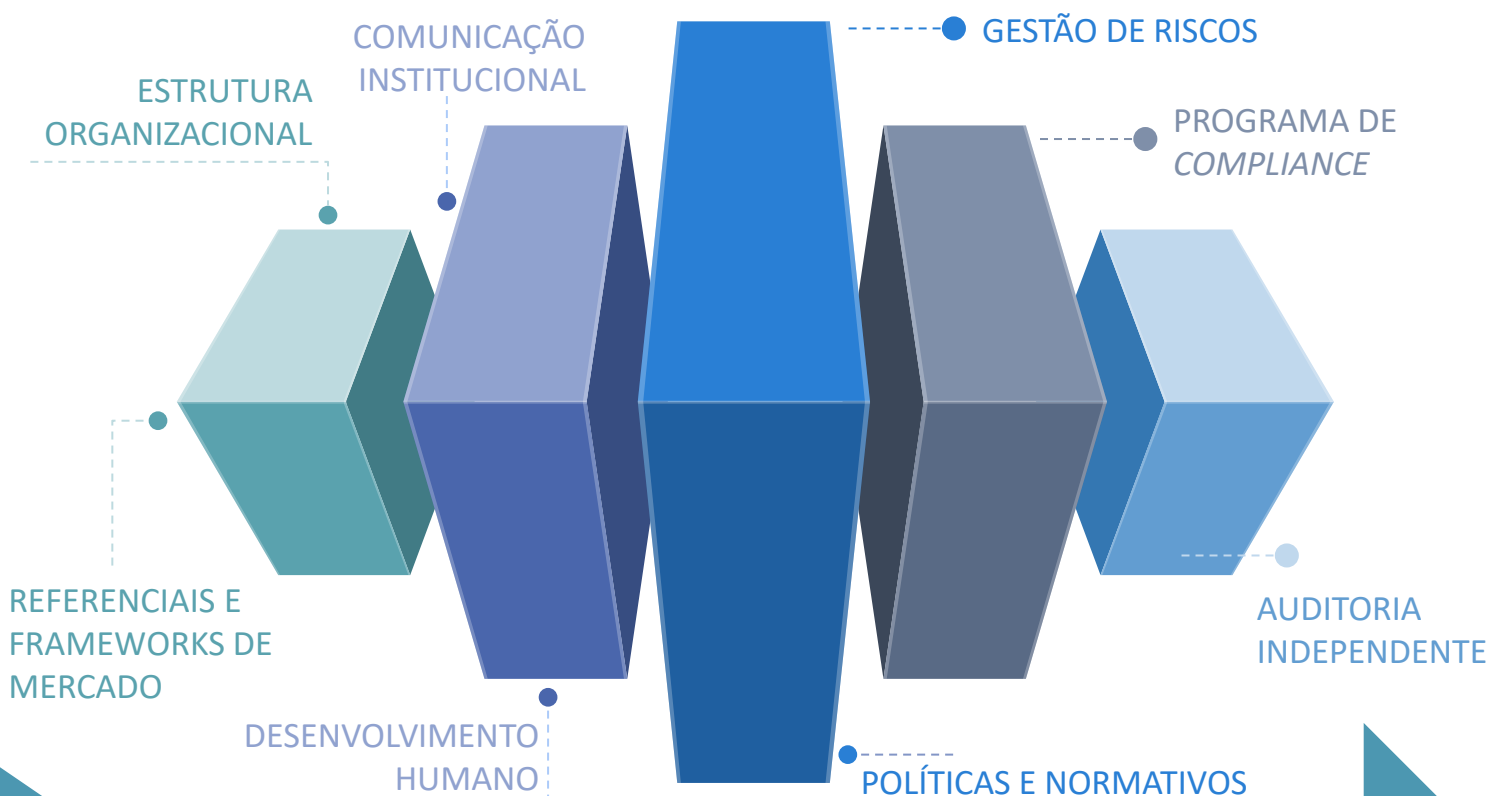 COMUNICAÇÃO
INSTITUCIONAL
GESTÃO DE RISCOS
ESTRUTURA
ORGANIZACIONAL
PROGRAMA DE
COMPLIANCE
REFERENCIAIS E
FRAMEWORKS DE
MERCADO
AUDITORIA
INDEPENDENTE
DESENVOLVIMENTO
HUMANO
POLÍTICAS E NORMATIVOS